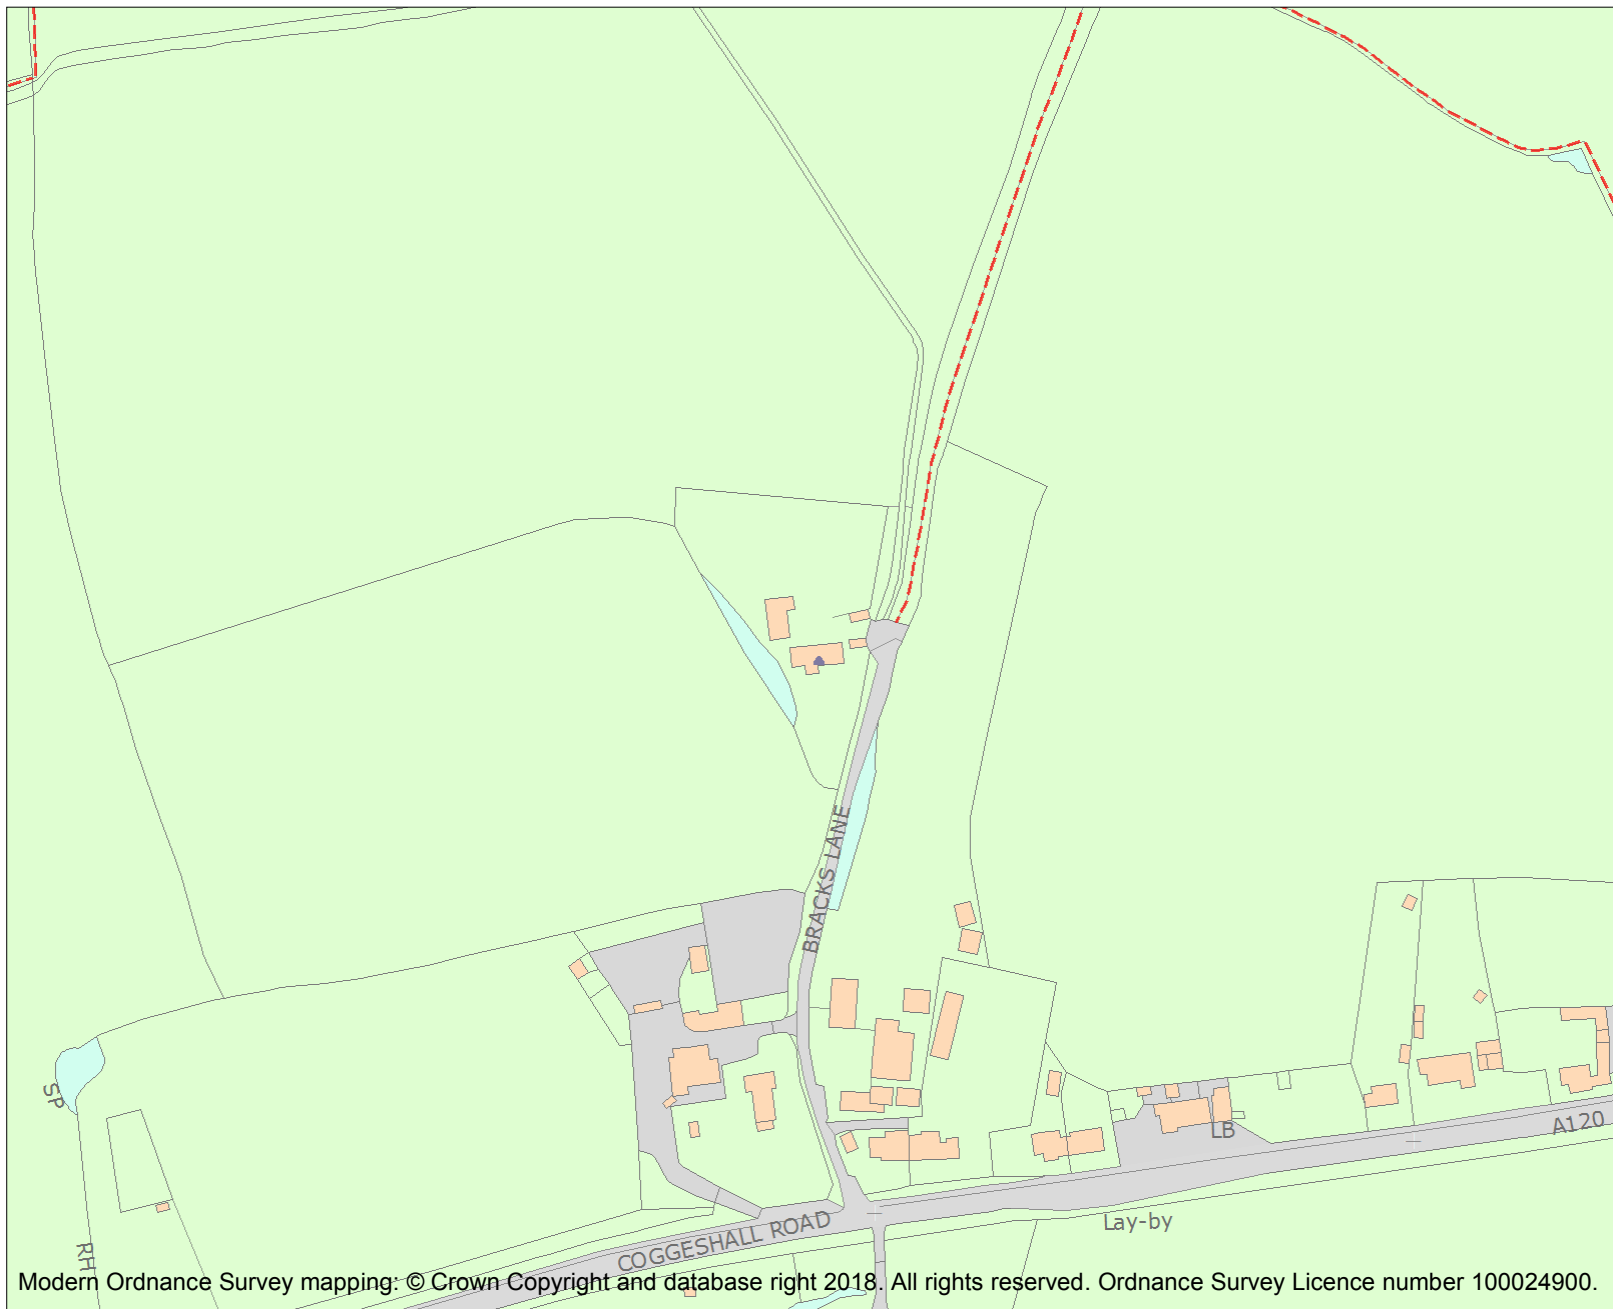 BRACKS LANE
SP
LB
A120
Lay-by
COGGESHALL ROAD
RH
Modern Ordnance Survey mapping: © Crown Copyright and database right 2018. All rights reserved. Ordnance Survey Licence number 100024900.